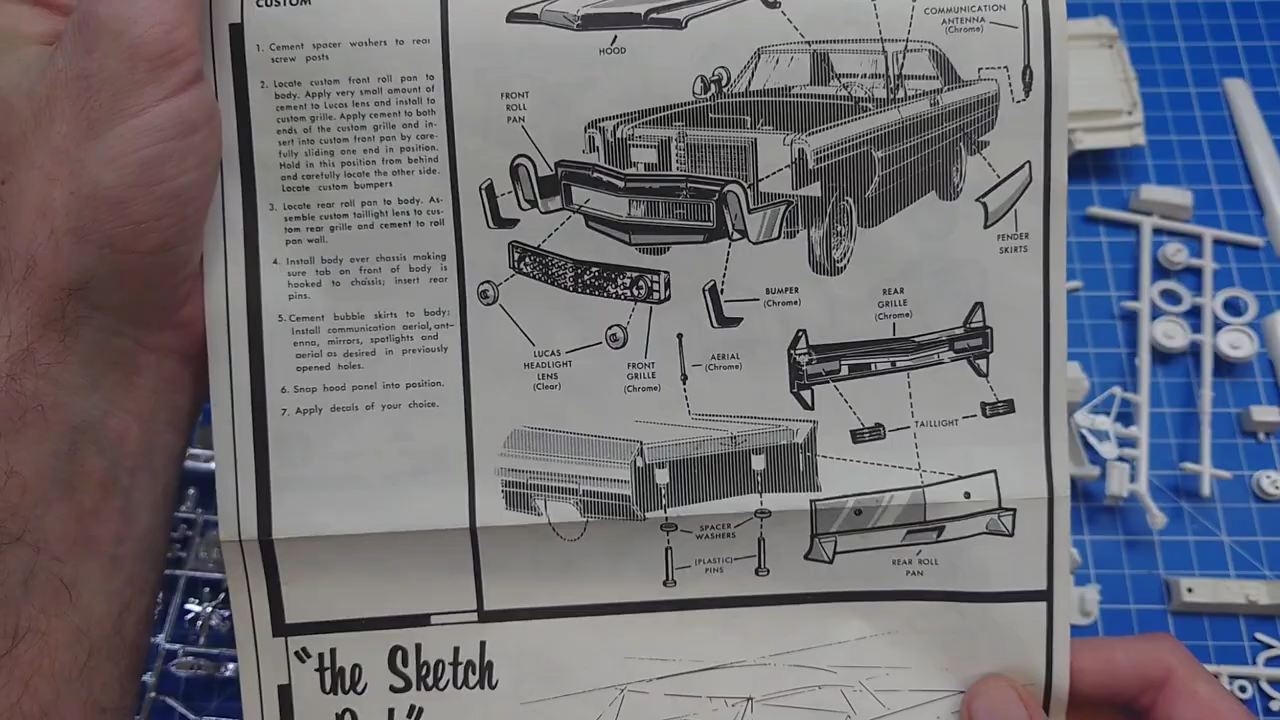 CUSTOM
1. Cement spacer washers to rear
screw posts
2. Locate custom front roll pan to
body. Apply very small amount of
cement to Lucas lens and install to
custom grille. Apply cement to both
ends of the custom grille and in-
sert into custom front pan by care-
fully sliding one end in position.
Hold in this position from behind
and carefully locate the other side.
Locate custom bumpers
3. Locate rear roll pan to body. As-
semble custom taillight lens to cus-
tom rear grille and cement to roll
pan wall.
4. Install body over chassis making
sure tab on front of body is
hooked to chassis; insert rear
pins.
5. Cement bubble skirts to body:
Install communication aerial, ant-
enna, mirrors, spotlights and
aerial as desired in previously
opened holes.
6. Snap hood panel into position.
7. Apply decals of your choice.
HOOD
COMMUNICATION
ANTENNA
(Chrome)
FRONT
ROLL
PAN
FENDER
SKIRTS
BUMPER
(Chrome)
REAR
GRILLE
(Chrome)
LUCAS
HEADLIGHT
LENS
(Clear)
FRONT
GRILLE
(Chrome)
AERIAL
(Chrome)
TAILLIGHT
SPACER
WASHERS
(PLASTIC)
PINS
REAR ROLL
PAN
"the Sketch